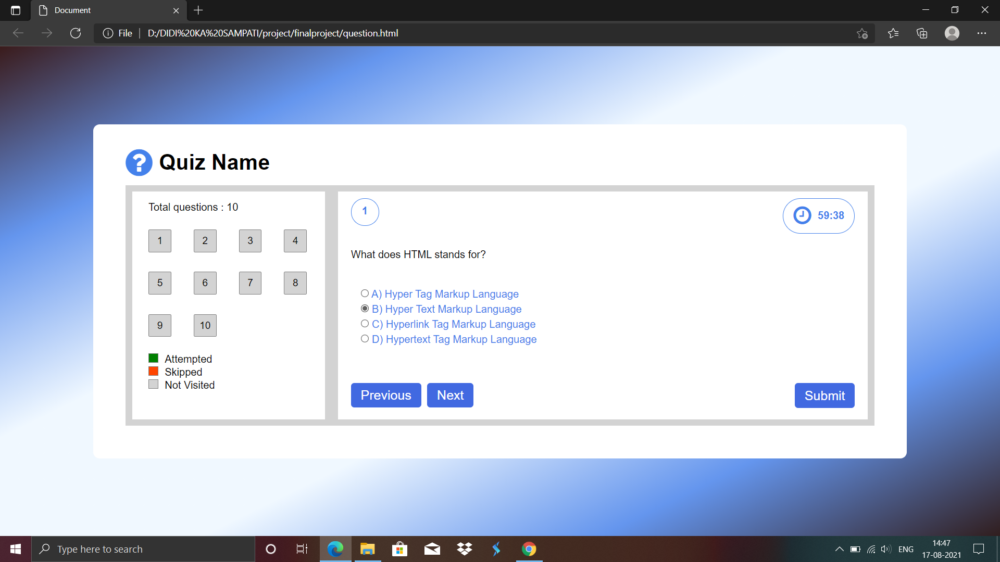 Document
File
D:/DIDI%20KA%20SAMPATI/project/finalproject/question.html
Quiz Name
Total questions : 10
1 2 3 4
5 6 7 8
9 10
Attempted
Skipped
Not Visited
1
59:38
What does HTML stands for?
A) Hyper Tag Markup Language
B) Hyper Text Markup Language
C) Hyperlink Tag Markup Language
D) Hypertext Tag Markup Language
Previous Next Submit
Type here to search
ENG
14:47
17-08-2021